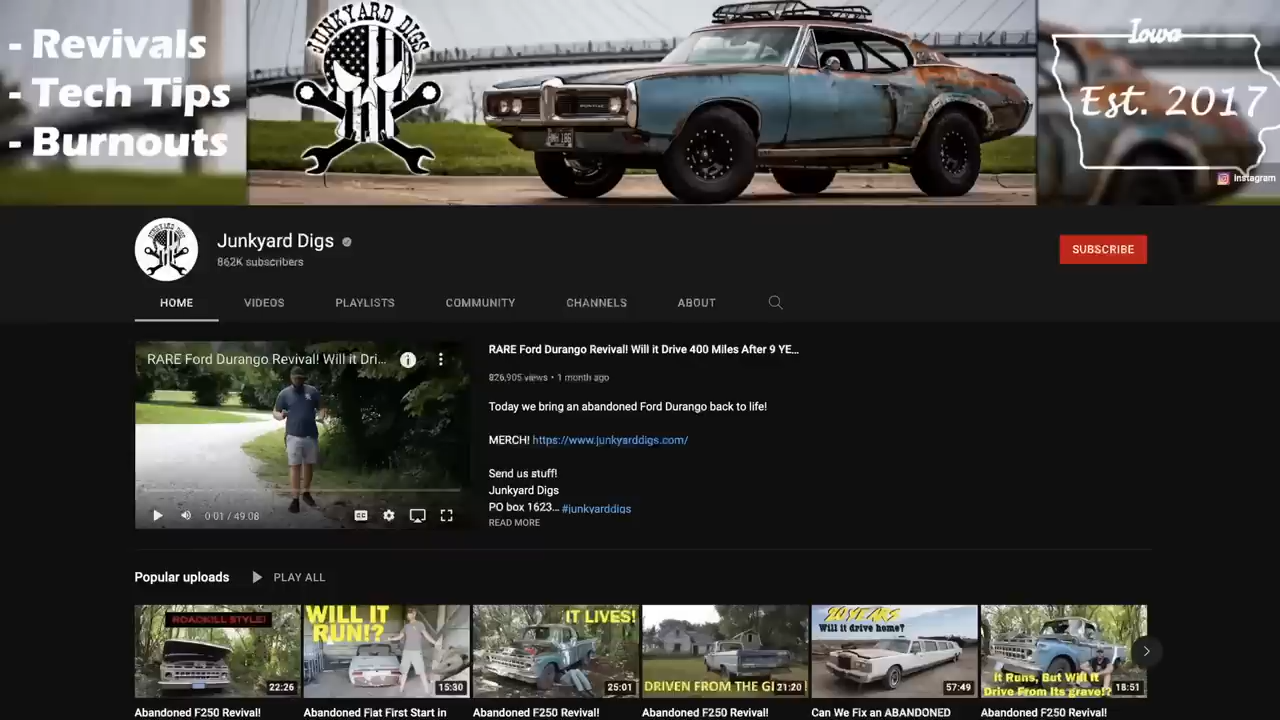 - Revivals
- Tech Tips
- Burnouts
JUNKYARD DIGS
PONTIAC
Iowa
Est. 2017
Instagram
Junkyard Digs
862K subscribers
SUBSCRIBE
HOME VIDEOS PLAYLISTS COMMUNITY CHANNELS ABOUT
RARE Ford Durango Revival! Will it Dri...
0:01 / 49:08
RARE Ford Durango Revival! Will it Drive 400 Miles After 9 YE...
826,905 views • 1 month ago
Today we bring an abandoned Ford Durango back to life!
MERCH! https://www.junkyarddigs.com/
Send us stuff!
Junkyard Digs
PO box 1623... #junkyarddigs
READ MORE
Popular uploads PLAY ALL
ROADKILL STYLE!
22:26
WILL IT
RUN!?
15:30
IT LIVES!
25:01
DRIVEN FROM THE G
21:20
20 YEARS
Will it drive home?
57:49
It Runs, But Will It
Drive From Its grave!?
18:51
Abandoned F250 Revival!
Abandoned Fiat First Start in
Abandoned F250 Revival!
Abandoned F250 Revival!
Can We Fix an ABANDONED
Abandoned F250 Revival!